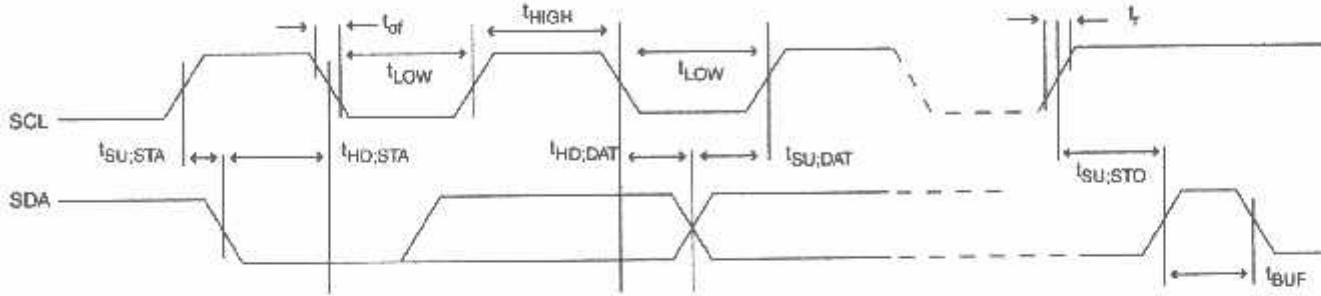 tof
tHIGH
tr
tLOW
tLOW
SCL
tSU;STA
tHD;STA
tHD;DAT
tSU;DAT
tSU;STO
SDA
tBUF